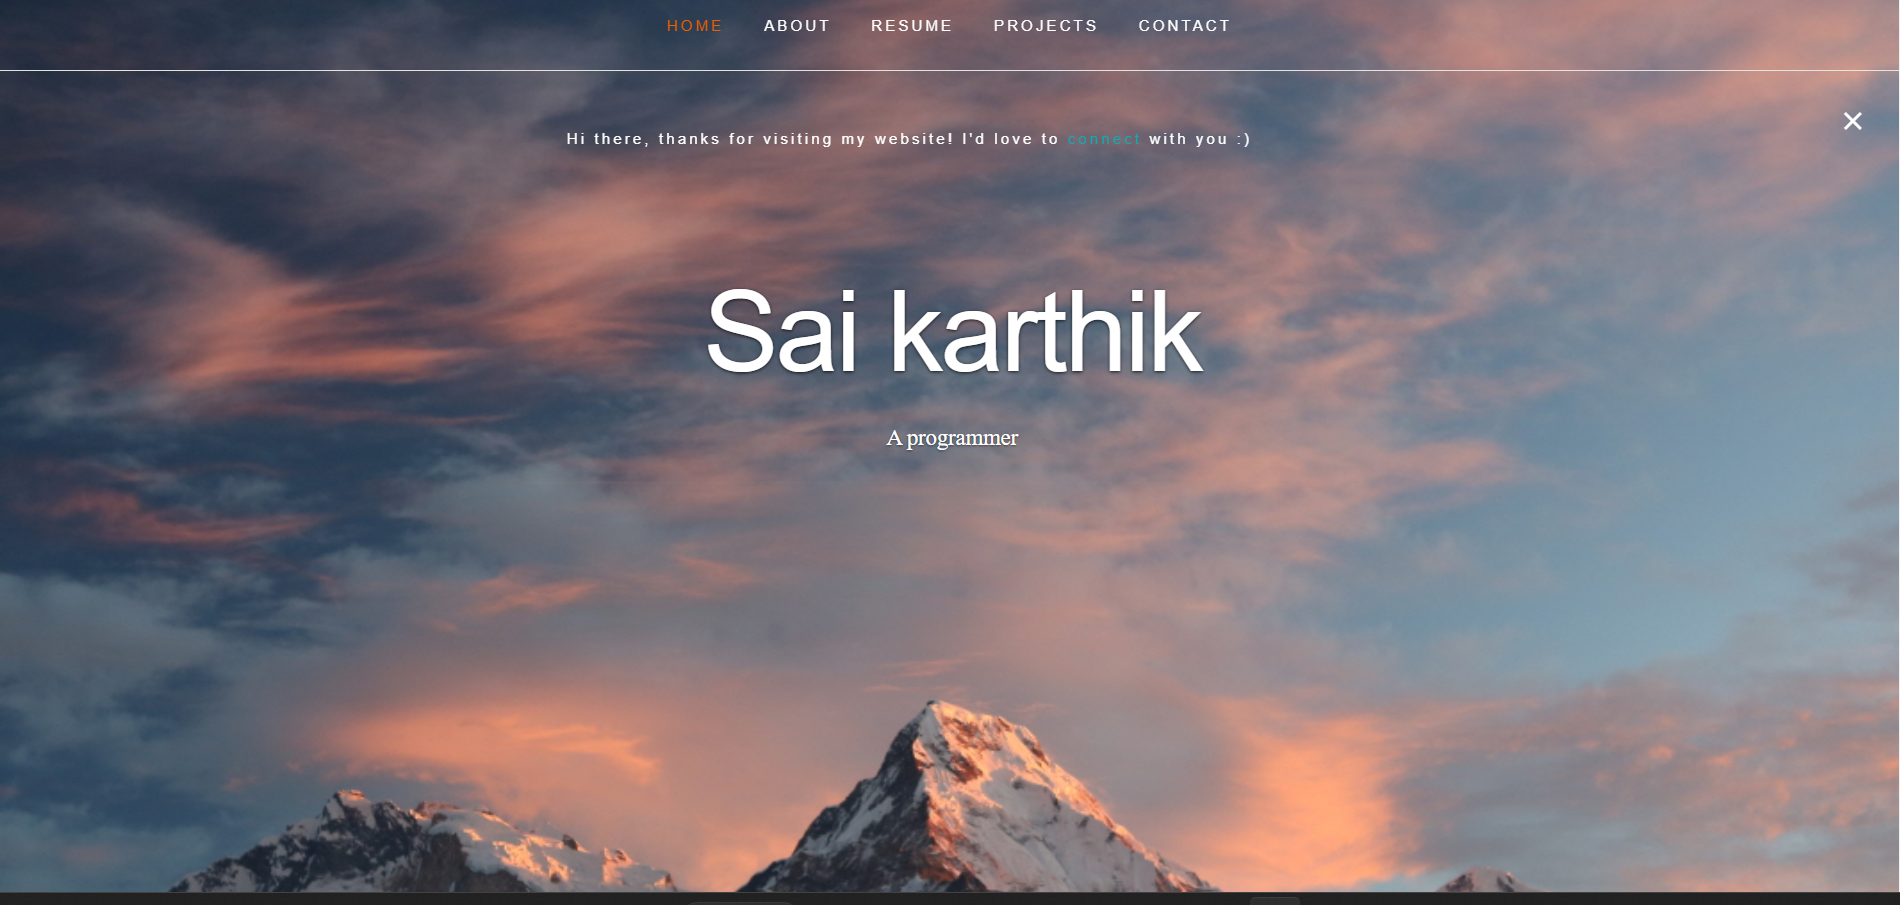 HOME ABOUT RESUME PROJECTS CONTACT
Hi there, thanks for visiting my website! I'd love to connect with you :)
Sai karthik
A programmer